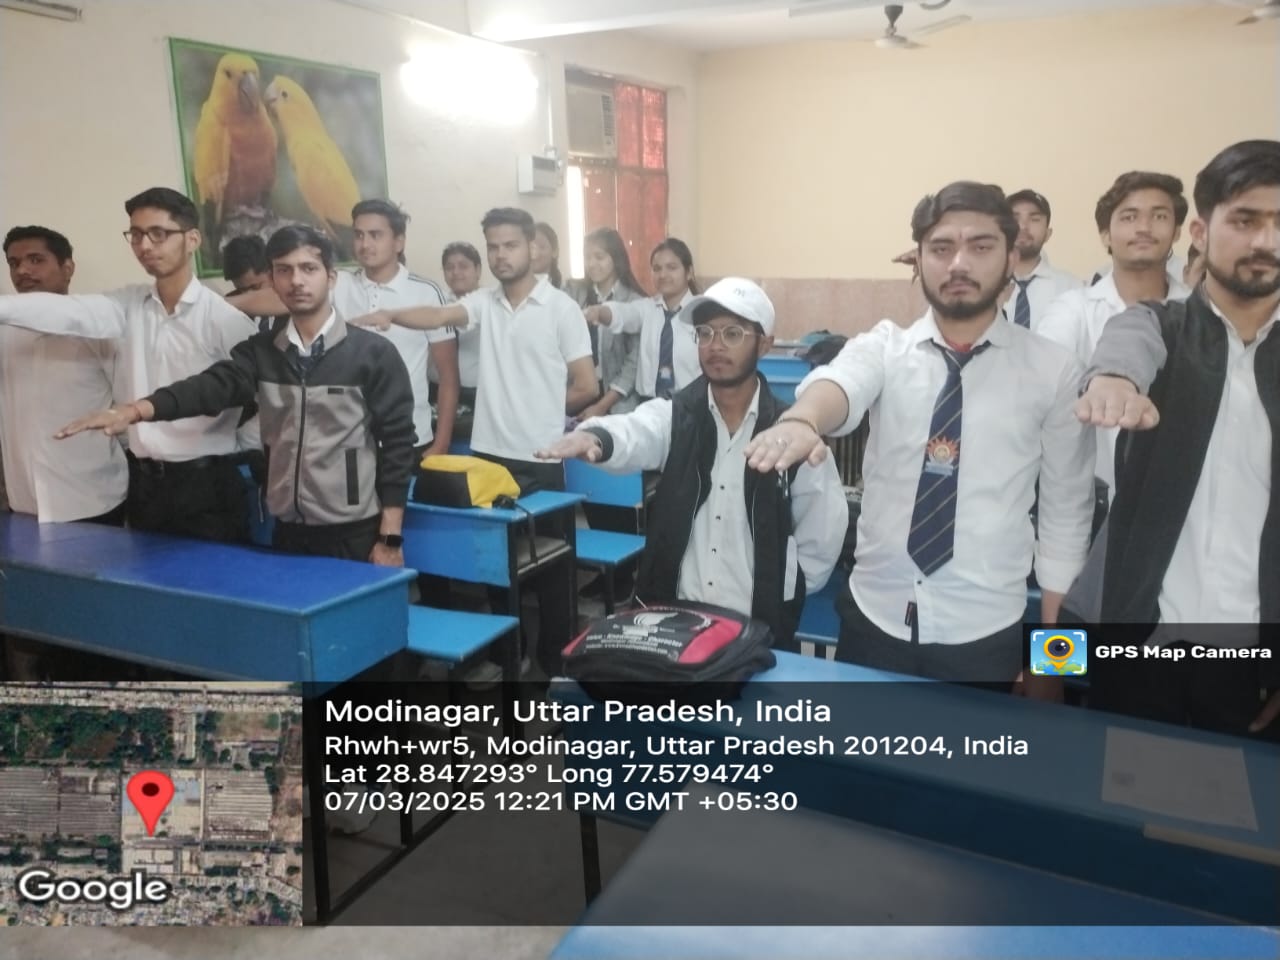 GPS Map Camera
Modinagar, Uttar Pradesh, India
Rhwh+wr5, Modinagar, Uttar Pradesh 201204, India
Lat 28.847293° Long 77.579474°
07/03/2025 12:21 PM GMT +05:30
Google